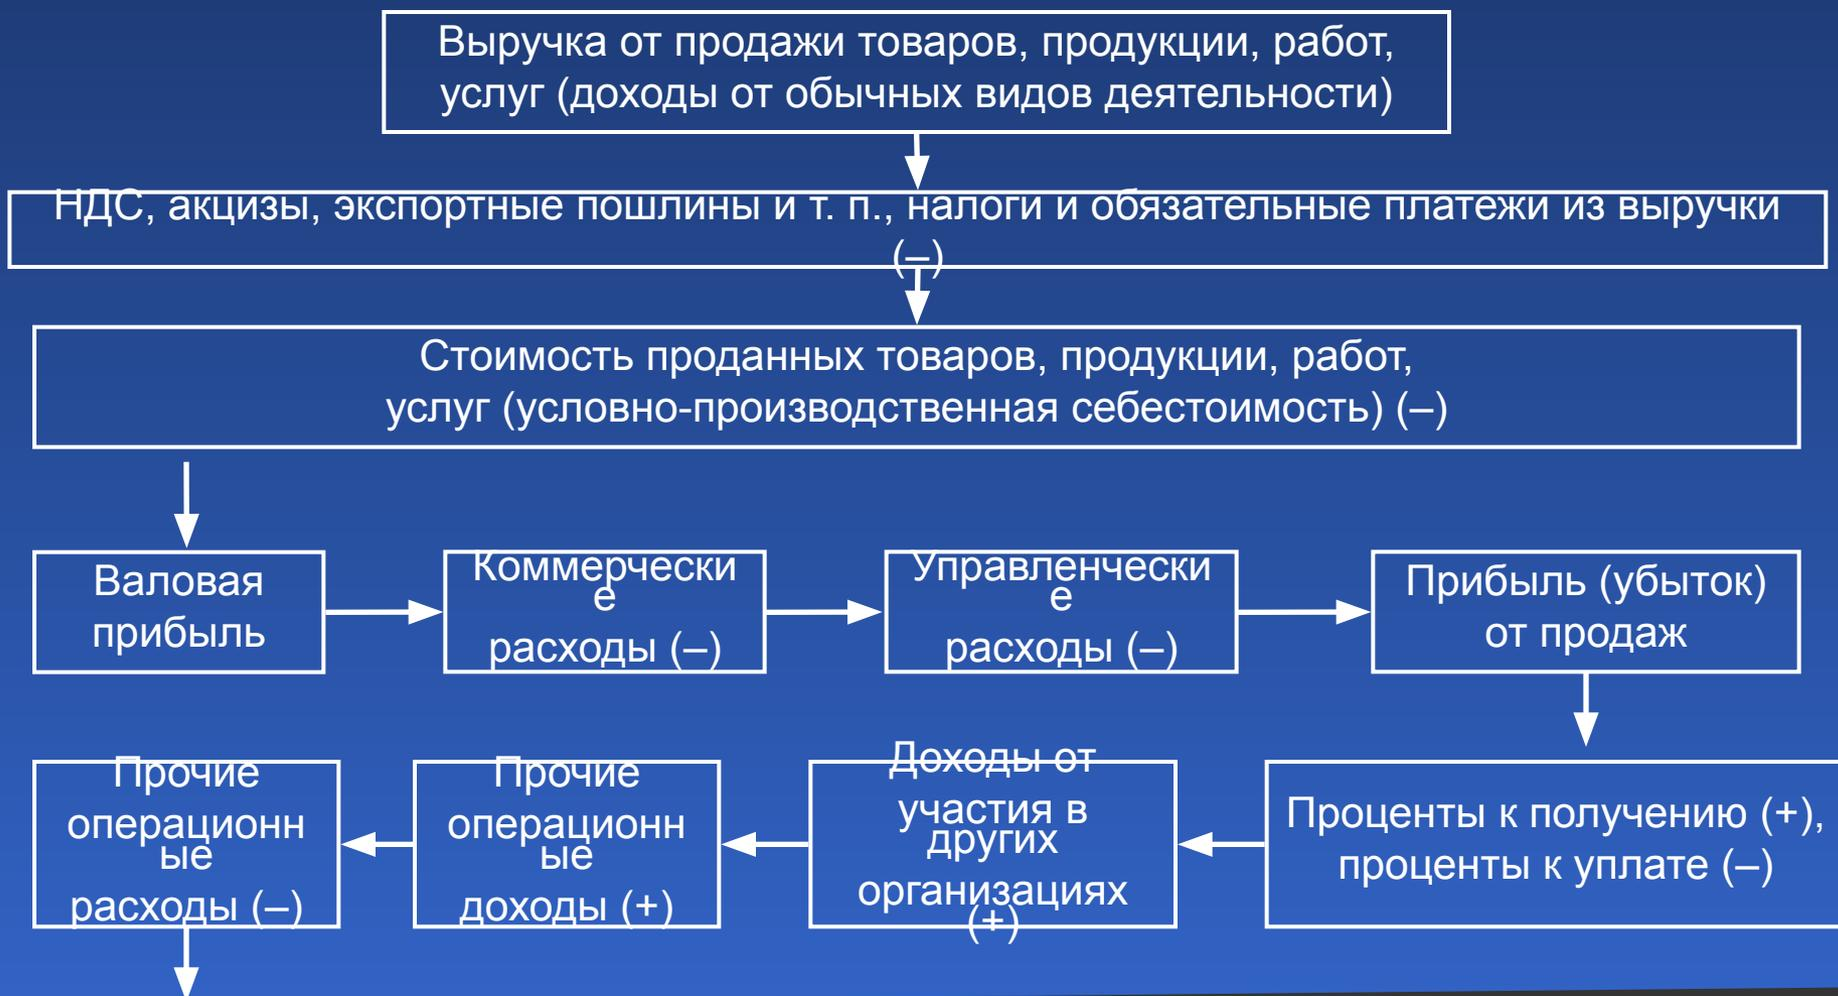 Выручка от продажи товаров, продукции, работ,
услуг (доходы от обычных видов деятельности)
НДС, акцизы, экспортные пошлины и т. п., налоги и обязательные платежи из выручки
(–)
Стоимость проданных товаров, продукции, работ,
услуг (условно-производственная себестоимость) (–)
Валовая
прибыль
Коммерчески
е
расходы (–)
Управленчески
е
расходы (–)
Прибыль (убыток)
от продаж
Прочие
операционн
ые
расходы (–)
Прочие
операционн
ые
доходы (+)
Доходы от
участия в
других
организациях
(+)
Проценты к получению (+),
проценты к уплате (–)